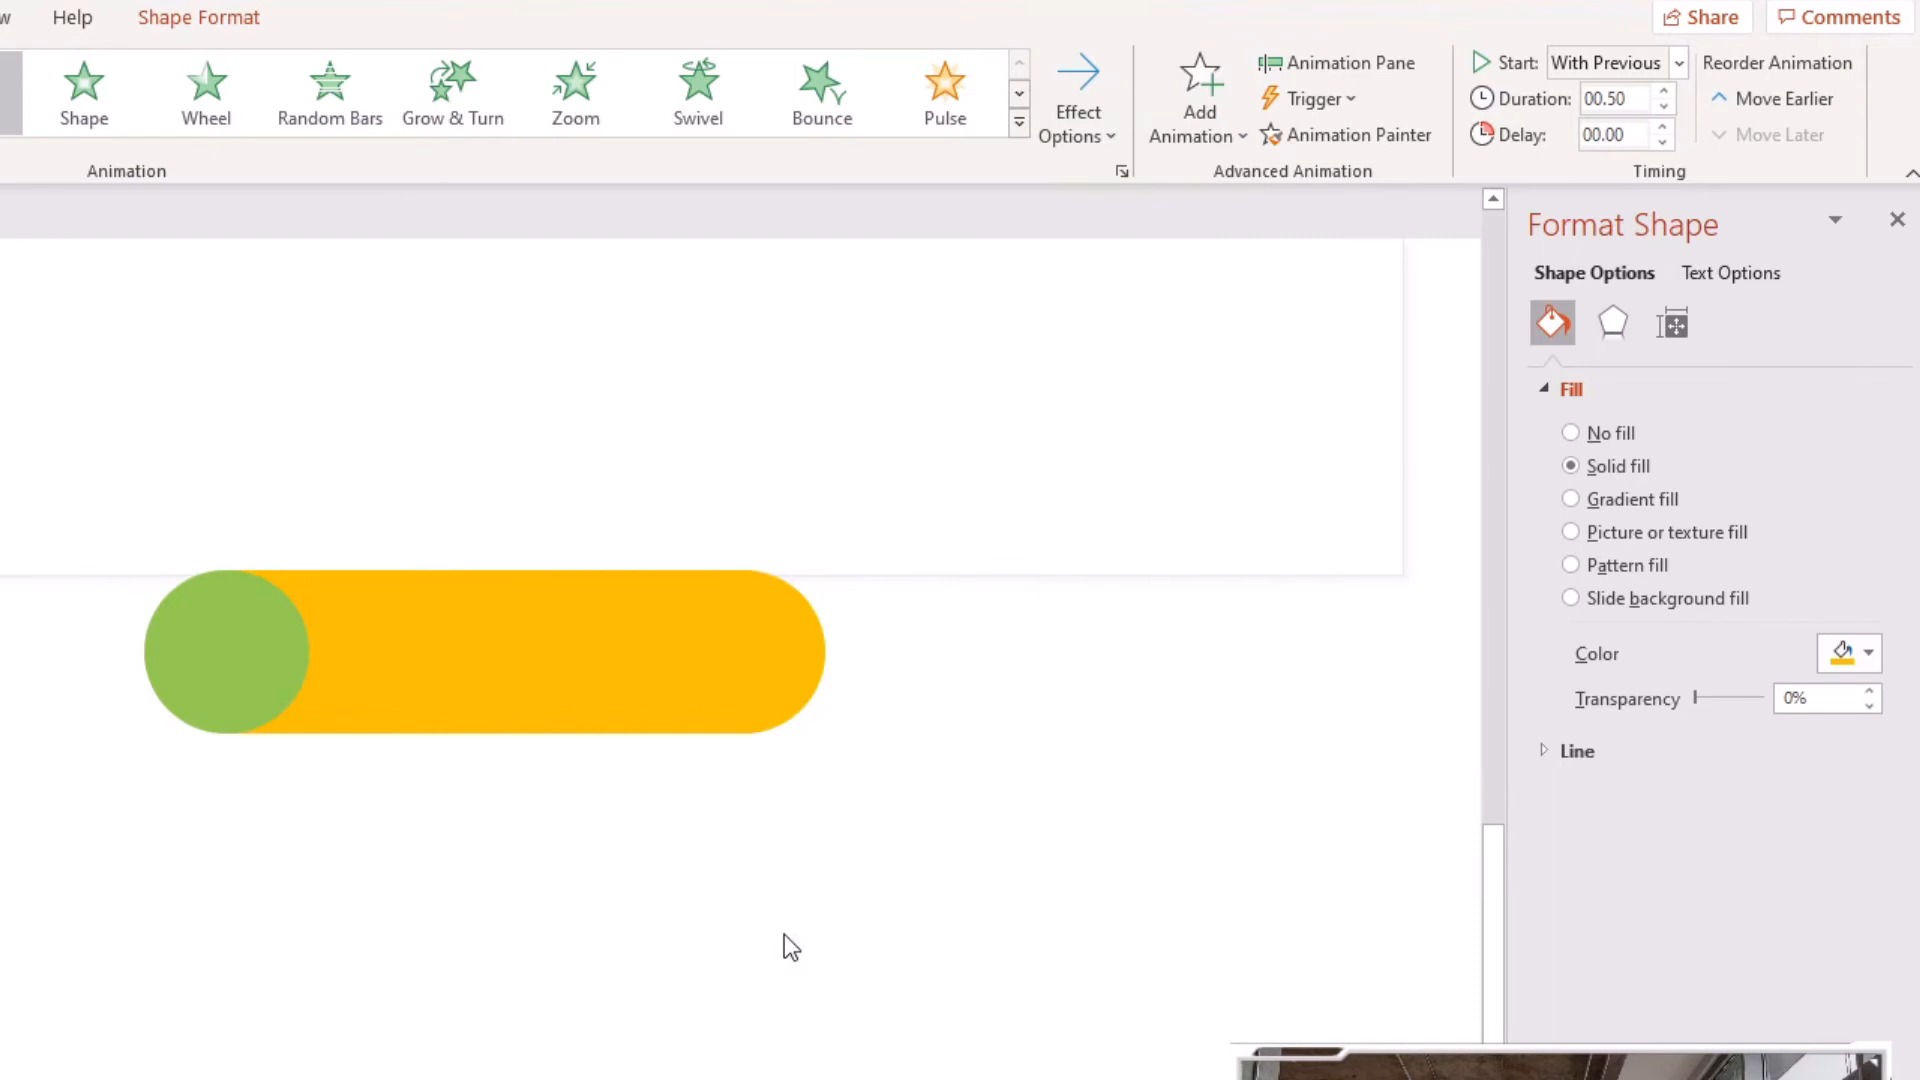 w Help Shape Format Share Comments
Shape Wheel Random Bars Grow & Turn Zoom Swivel Bounce Pulse
Effect
Options
Add
Animation
Animation Pane
Trigger
Animation Painter
Start: With Previous
Duration: 00.50
Delay: 00.00
Reorder Animation
Move Earlier
Move Later
Animation Advanced Animation Timing
Format Shape
Shape Options Text Options
Fill
No fill
Solid fill
Gradient fill
Picture or texture fill
Pattern fill
Slide background fill
Color
Transparency 0%
Line